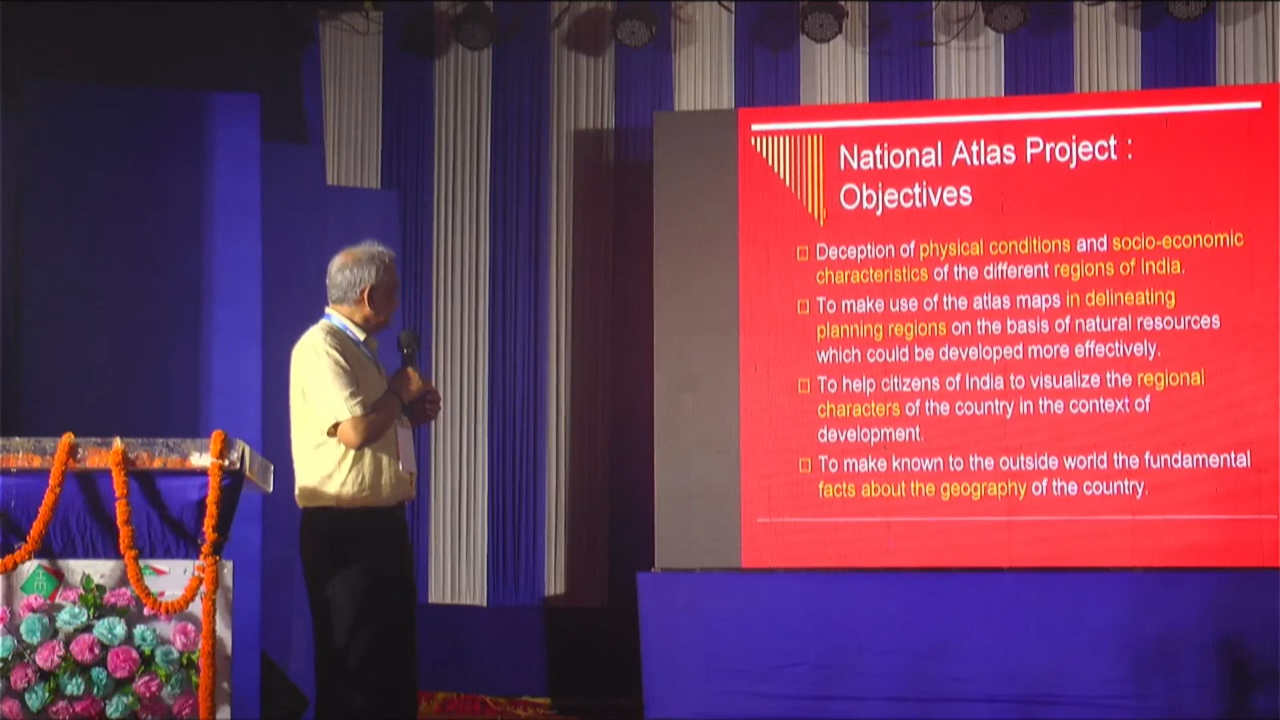 National Atlas Project :
Objectives
Deception of physical conditions and socio-economic
characteristics of the different regions of India.
To make use of the atlas maps in delineating
planning regions on the basis of natural resources
which could be developed more effectively.
To help citizens of India to visualize the regional
characters of the country in the context of
development.
To make known to the outside world the fundamental
facts about the geography of the country.